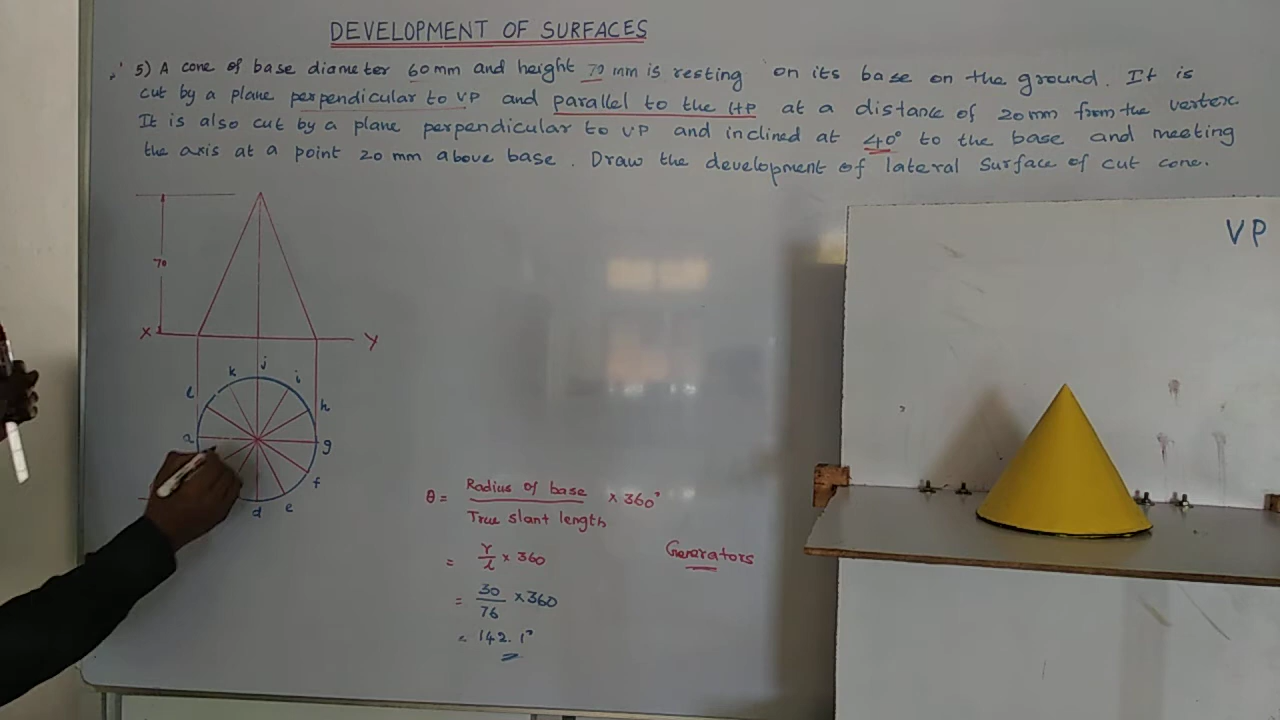 DEVELOPMENT OF SURFACES
5) A cone of base diameter 60mm and height 70 mm is resting on its base on the ground. It is
cut by a plane perpendicular to VP and parallel to the HP at a distance of 20mm from the vertex.
It is also cut by a plane perpendicular to VP and inclined at 40° to the base and meeting
the axis at a point 20 mm above base. Draw the development of lateral surface of cut cone.
VP
70
X
Y
j
k
i
l
h
a
g
f
d
e
θ = Radius of base / True slant length × 360°
= r/l × 360
Generators
= 30/76 × 360
= 142.1°